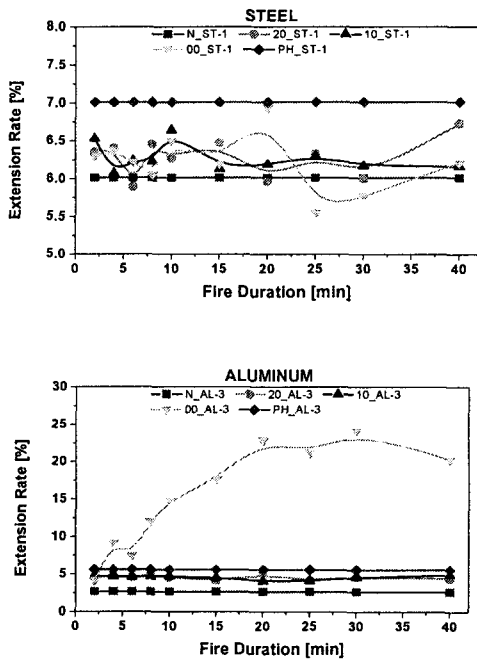 STEEL
N_ST-1 20_ST-1 10_ST-1
00_ST-1 PH_ST-1
Extension Rate [%]
8.0
7.5
7.0
6.5
6.0
5.5
5.0
0 5 10 15 20 25 30 35 40
Fire Duration [min]
ALUMINUM
N_AL-3 20_AL-3 10_AL-3
00_AL-3 PH_AL-3
Extension Rate [%]
30
25
20
15
10
5
0
0 5 10 15 20 25 30 35 40
Fire Duration [min]